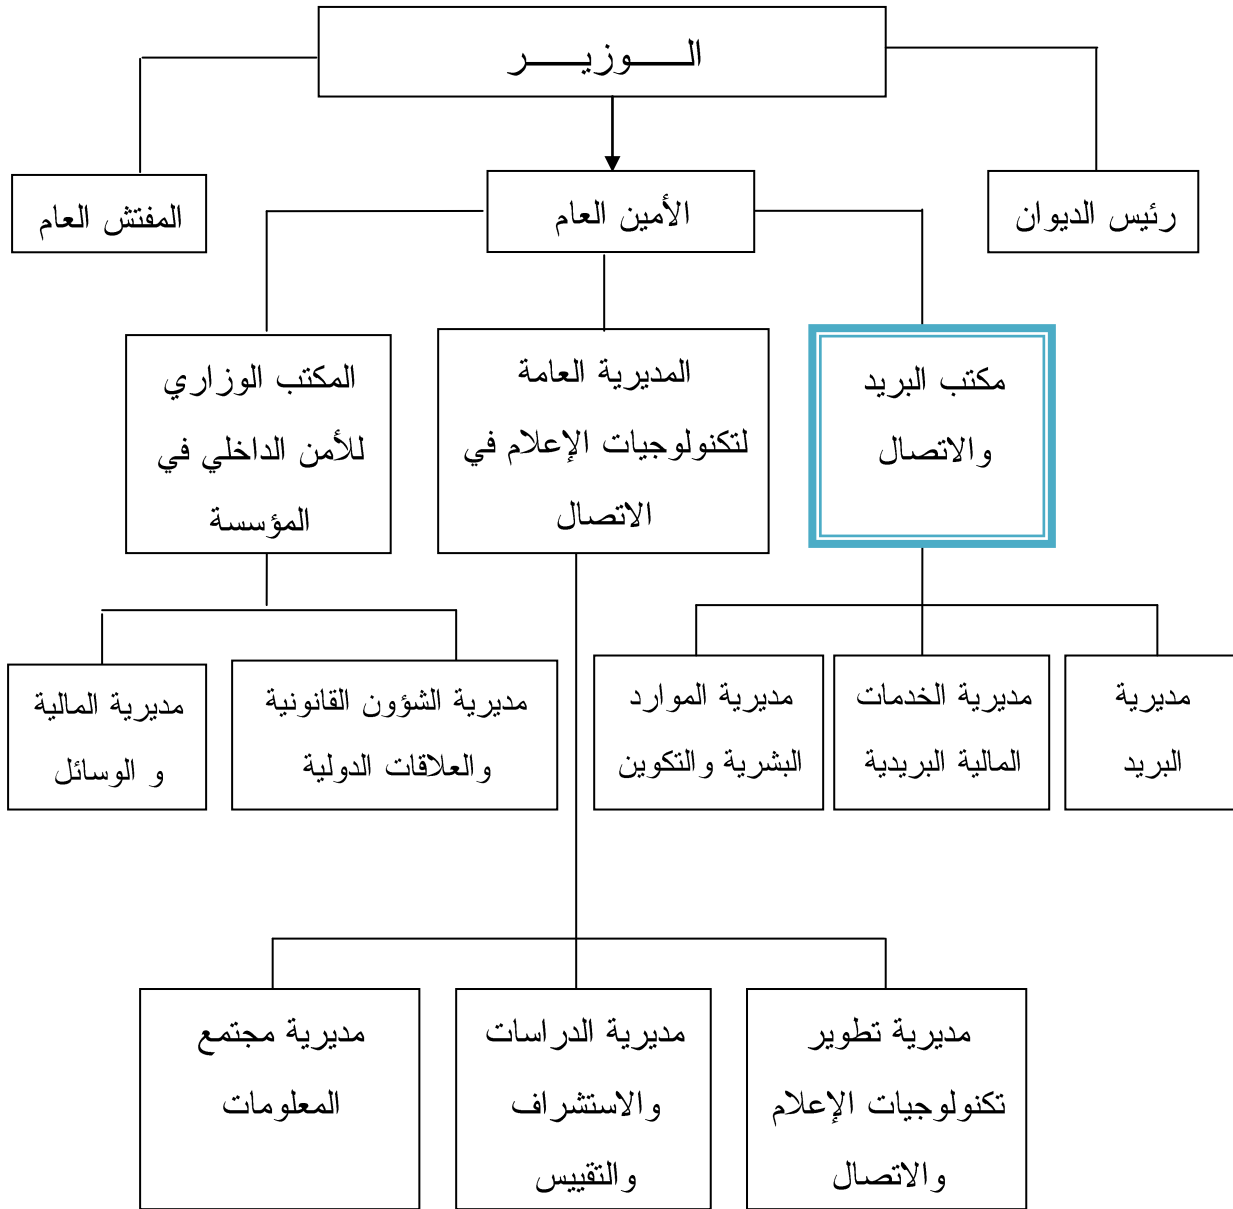 الـــــوزيـــــر
رئيس الديوان
الأمين العام
المفتش العام
مكتب البريد
والاتصال
المديرية العامة
لتكنولوجيات الإعلام في
الاتصال
المكتب الوزاري
للأمن الداخلي في
المؤسسة
مديرية
البريد
مديرية الخدمات
المالية البريدية
مديرية الموارد
البشرية والتكوين
مديرية الشؤون القانونية
والعلاقات الدولية
مديرية المالية
و الوسائل
مديرية تطوير
تكنولوجيات الإعلام
والاتصال
مديرية الدراسات
والاستشراف
والتقييس
مديرية مجتمع
المعلومات